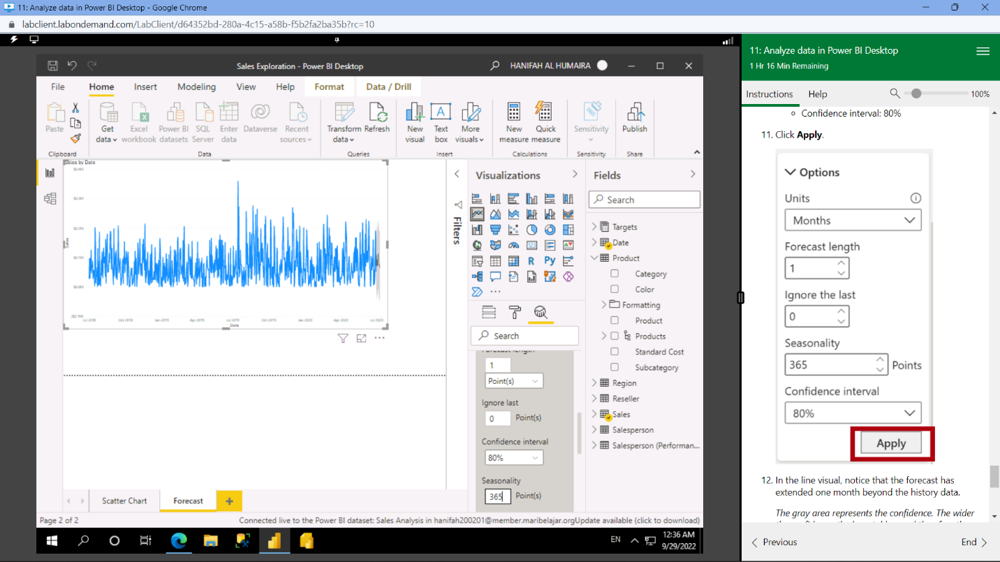 11: Analyze data in Power BI Desktop - Google Chrome
labclient.labondemand.com/LabClient/d64352bd-280a-4c15-a58b-f5b2fa2ba35b?rc=10
Sales Exploration - Power BI Desktop
HANIFAH AL HUMAIRA
File Home Insert Modeling View Help Format Data / Drill
Paste
Get data
Excel workbook
Power BI datasets
SQL Server
Enter data
Dataverse
Recent sources
Transform data
Refresh
New visual
Text box
More visuals
New measure
Quick measure
Sensitivity
Publish
Clipboard Data Queries Insert Calculations Sensitivity Share
Sales by Date
$0.4M
$0.3M
$0.2M
$0.1M
$0.0M
($0.1M)
Sales
Jul 2018 Oct 2018 Jan 2019 Apr 2019 Jul 2019 Oct 2019 Jan 2020 Apr 2020 Jul 2020
Date
Filters
Visualizations
R Py
Search
Forecast length
1
Point(s)
Ignore last
0 Point(s)
Confidence interval
80%
Seasonality
365 Point(s)
Fields
Search
Targets
Date
Product
Category
Color
Formatting
Product
Products
Standard Cost
Subcategory
Region
Reseller
Sales
Salesperson
Salesperson (Performan...
Scatter Chart Forecast +
Page 2 of 2
Connected live to the Power BI dataset: Sales Analysis in hanifah200201@member.maribelajar.orgUpdate available (click to download)
EN
12:36 AM
9/29/2022
11: Analyze data in Power BI Desktop
1 Hr 16 Min Remaining
Instructions Help 100%
Confidence interval: 80%
11. Click Apply.
Options
Units
Months
Forecast length
1
Ignore the last
0
Seasonality
365 Points
Confidence interval
80%
Apply
12. In the line visual, notice that the forecast has
extended one month beyond the history data.
The gray area represents the confidence. The wider
Previous End